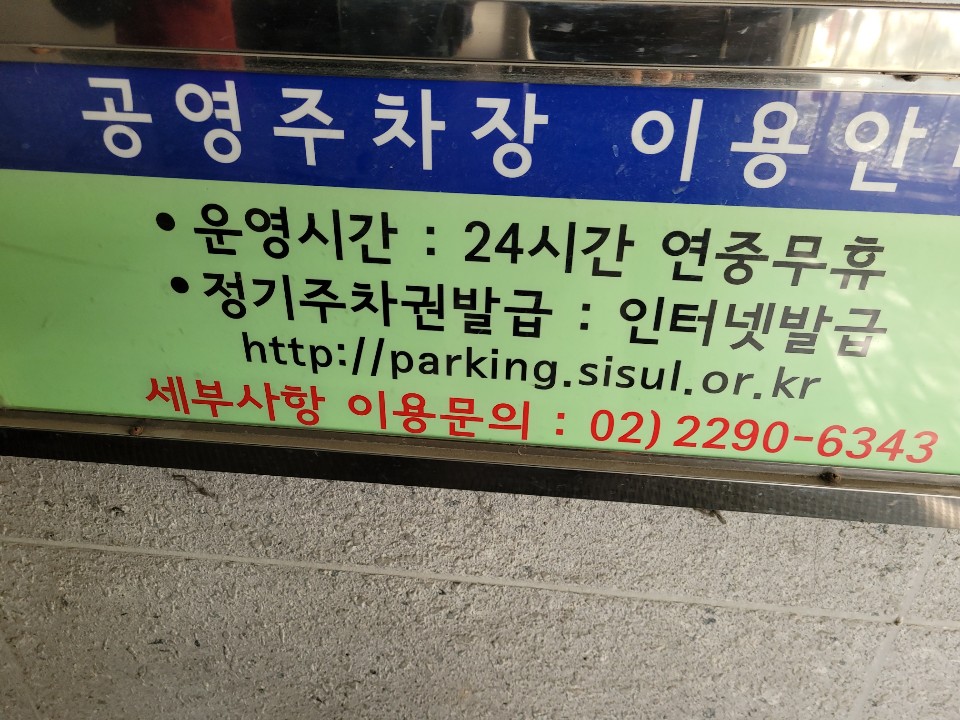 공영주차장 이용안
• 운영시간 : 24시간 연중무휴
• 정기주차권발급 : 인터넷발급
http://parking.sisul.or.kr
세부사항 이용문의 : 02) 2290-6343